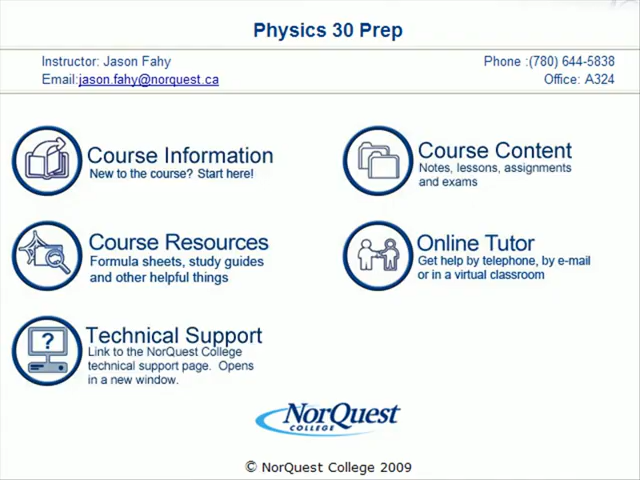 Physics 30 Prep
Instructor: Jason Fahy
Email:jason.fahy@norquest.ca
Phone :(780) 644-5838
Office: A324
Course Information
New to the course? Start here!
Course Content
Notes, lessons, assignments
and exams
Course Resources
Formula sheets, study guides
and other helpful things
Online Tutor
Get help by telephone, by e-mail
or in a virtual classroom
?
Technical Support
Link to the NorQuest College
technical support page. Opens
in a new window.
NorQuest
COLLEGE
© NorQuest College 2009